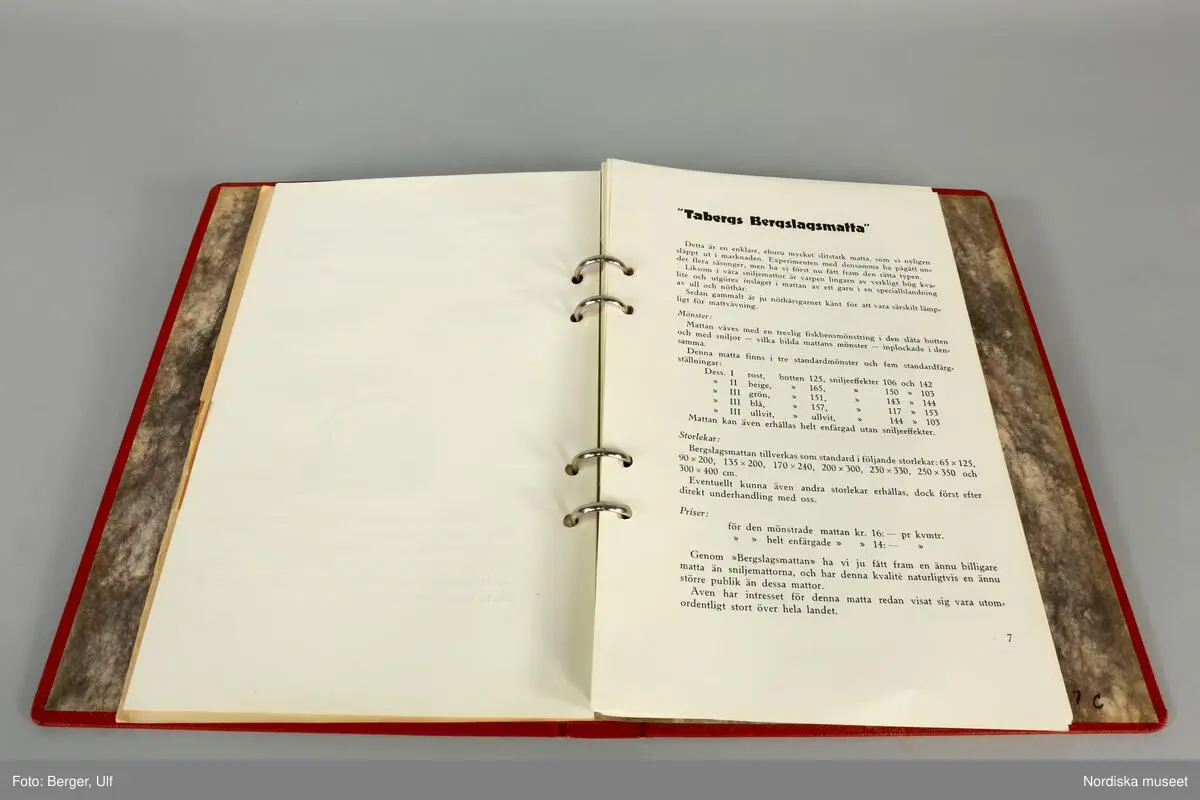 "Tabergs Bergslagsmatta"
Detta är en enklare, ehuru mycket slitstark matta, som vi nyligen
släppt ut i marknaden. Experimenten med densamma ha pågått un-
der flera säsonger, men ha vi först nu fått fram den rätta typen.
Liksom i våra sniljemattor är varpen lingarn av verkligt hög kva-
lité och utgöres inslaget i mattan av ett garn i en specialblandning
av ull och nöthår.
Sedan gammalt är ju nöthårsgarnet känt för att vara särskilt lämp-
ligt för mattvävning.
Mönster:
Mattan väves med en trevlig fiskbensmönstring i den släta botten
och med sniljor — vilka bilda mattans mönster — inplockade i den-
samma.
Denna matta finns i tre standardmönster och fem standardfärg-
ställningar:
Dess. I rost, botten 125, sniljeeffekter 106 och 142
» II beige, » 165, » 150 » 103
» III grön, » 151, » 143 » 144
» III blå, » 157, » 117 » 153
» III ullvit, » ullvit, » 144 » 103
Mattan kan även erhållas helt enfärgad utan sniljeeffekter.
Storlekar:
Bergslagsmattan tillverkas som standard i följande storlekar: 65 × 125,
90 × 200, 135 × 200, 170 × 240, 200 × 300, 230 × 330, 250 × 350 och
300 × 400 cm.
Eventuellt kunna även andra storlekar erhållas, dock först efter
direkt underhandling med oss.
Priser:
för den mönstrade mattan kr. 16: — pr kvmtr.
» » helt enfärgade » » 14: — »
Genom »Bergslagsmattan» ha vi ju fått fram en ännu billigare
matta än sniljemattorna, och har denna kvalité naturligtvis en ännu
större publik än dessa mattor.
Även har intresset för denna matta redan visat sig vara utom-
ordentligt stort över hela landet.
7
7 C
Foto: Berger, Ulf
Nordiska museet